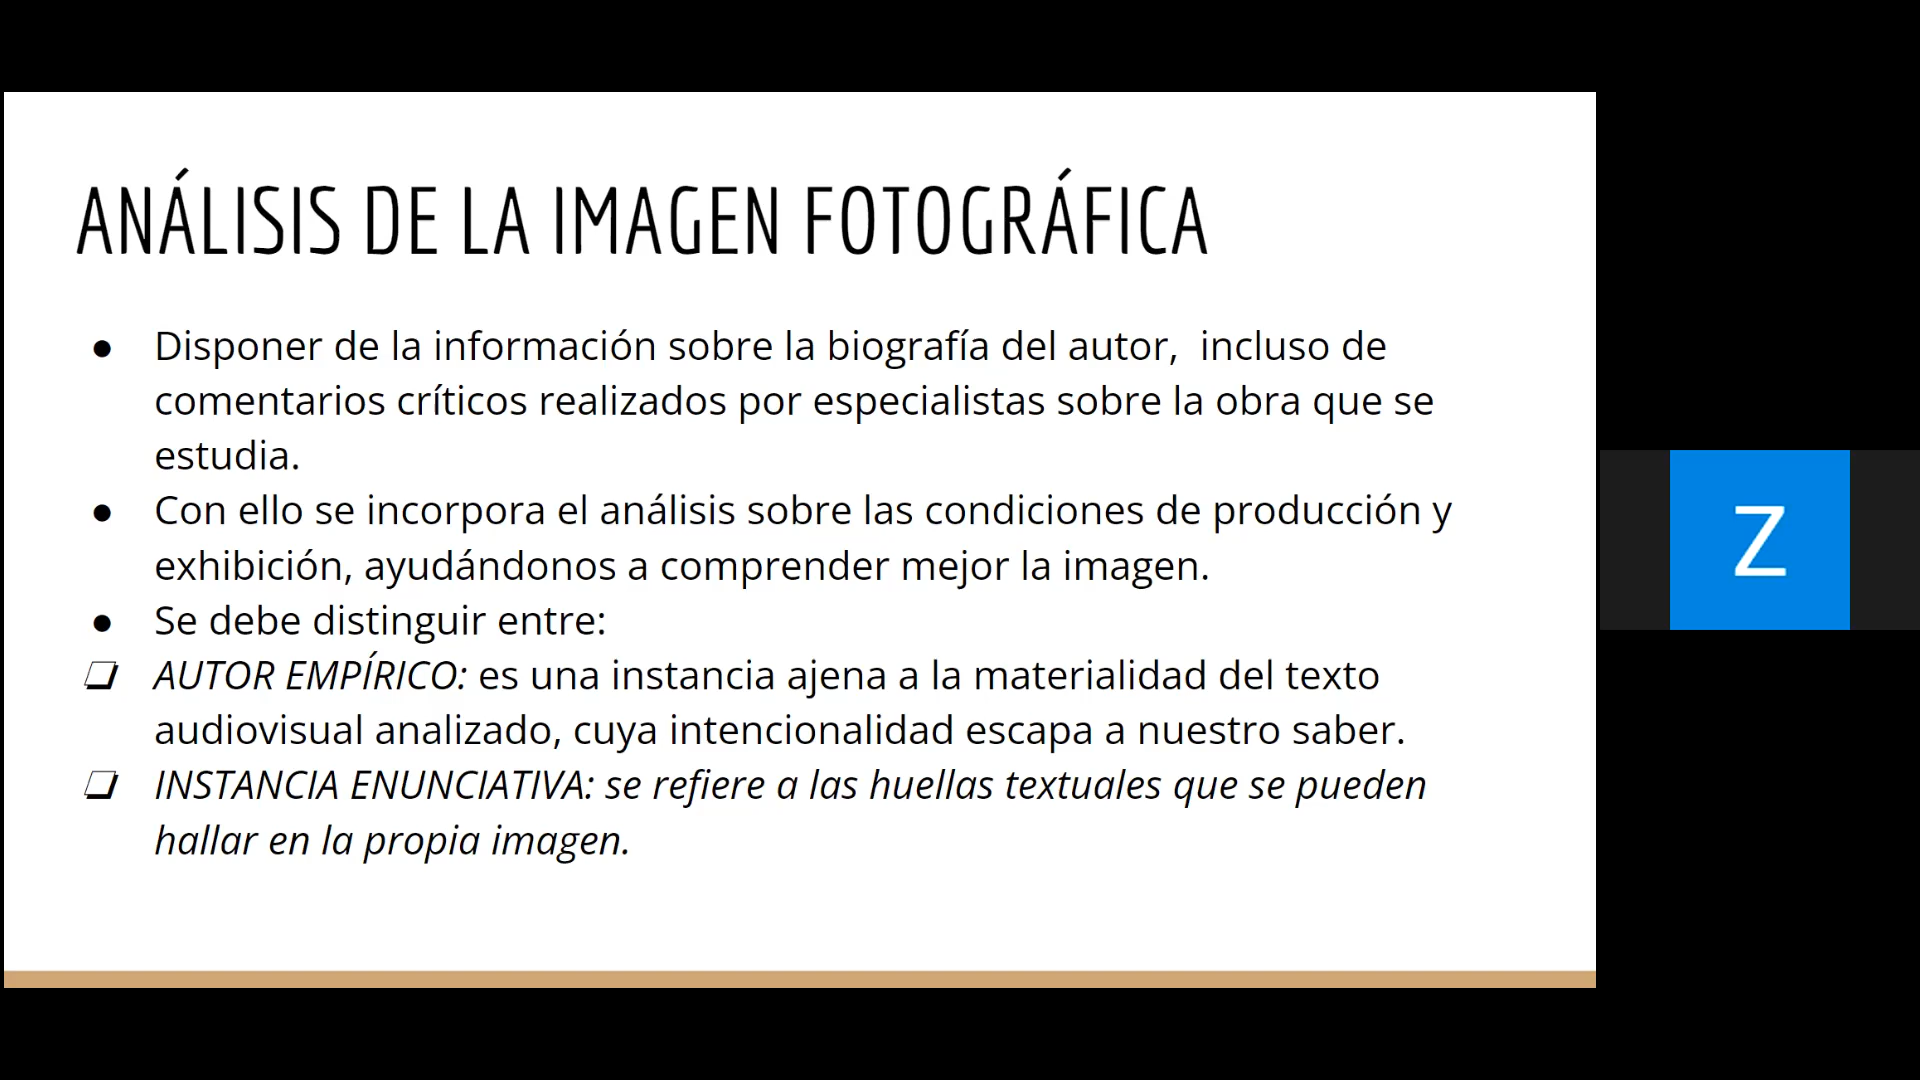 ANÁLISIS DE LA IMAGEN FOTOGRÁFICA
● Disponer de la información sobre la biografía del autor,  incluso de
comentarios críticos realizados por especialistas sobre la obra que se
estudia.
● Con ello se incorpora el análisis sobre las condiciones de producción y
exhibición, ayudándonos a comprender mejor la imagen.
● Se debe distinguir entre:
❏ AUTOR EMPÍRICO: es una instancia ajena a la materialidad del texto
audiovisual analizado, cuya intencionalidad escapa a nuestro saber.
❏ INSTANCIA ENUNCIATIVA: se refiere a las huellas textuales que se pueden
hallar en la propia imagen.
Z